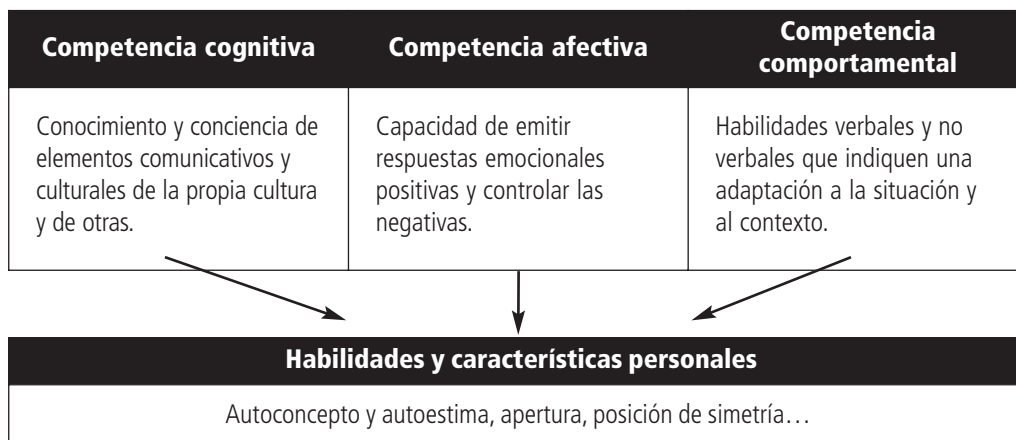 Competencia cognitiva
Competencia afectiva
Competencia
comportamental
Conocimiento y conciencia de
elementos comunicativos y
culturales de la propia cultura
y de otras.
Capacidad de emitir
respuestas emocionales
positivas y controlar las
negativas.
Habilidades verbales y no
verbales que indiquen una
adaptación a la situación y
al contexto.
Habilidades y característícas personales
Autoconcepto y autoestima, apertura, posición de simetría…